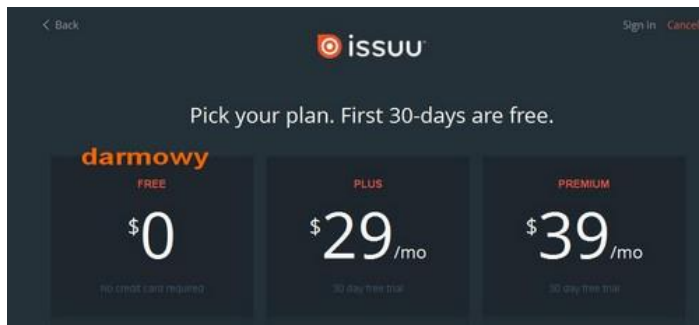 < Back
Sign In Cancel
issuu
Pick your plan. First 30-days are free.
darmowy
FREE
PLUS
PREMIUM
$0
$29/mo
$39/mo
No credit card required
30 day free trial
30 day free trial